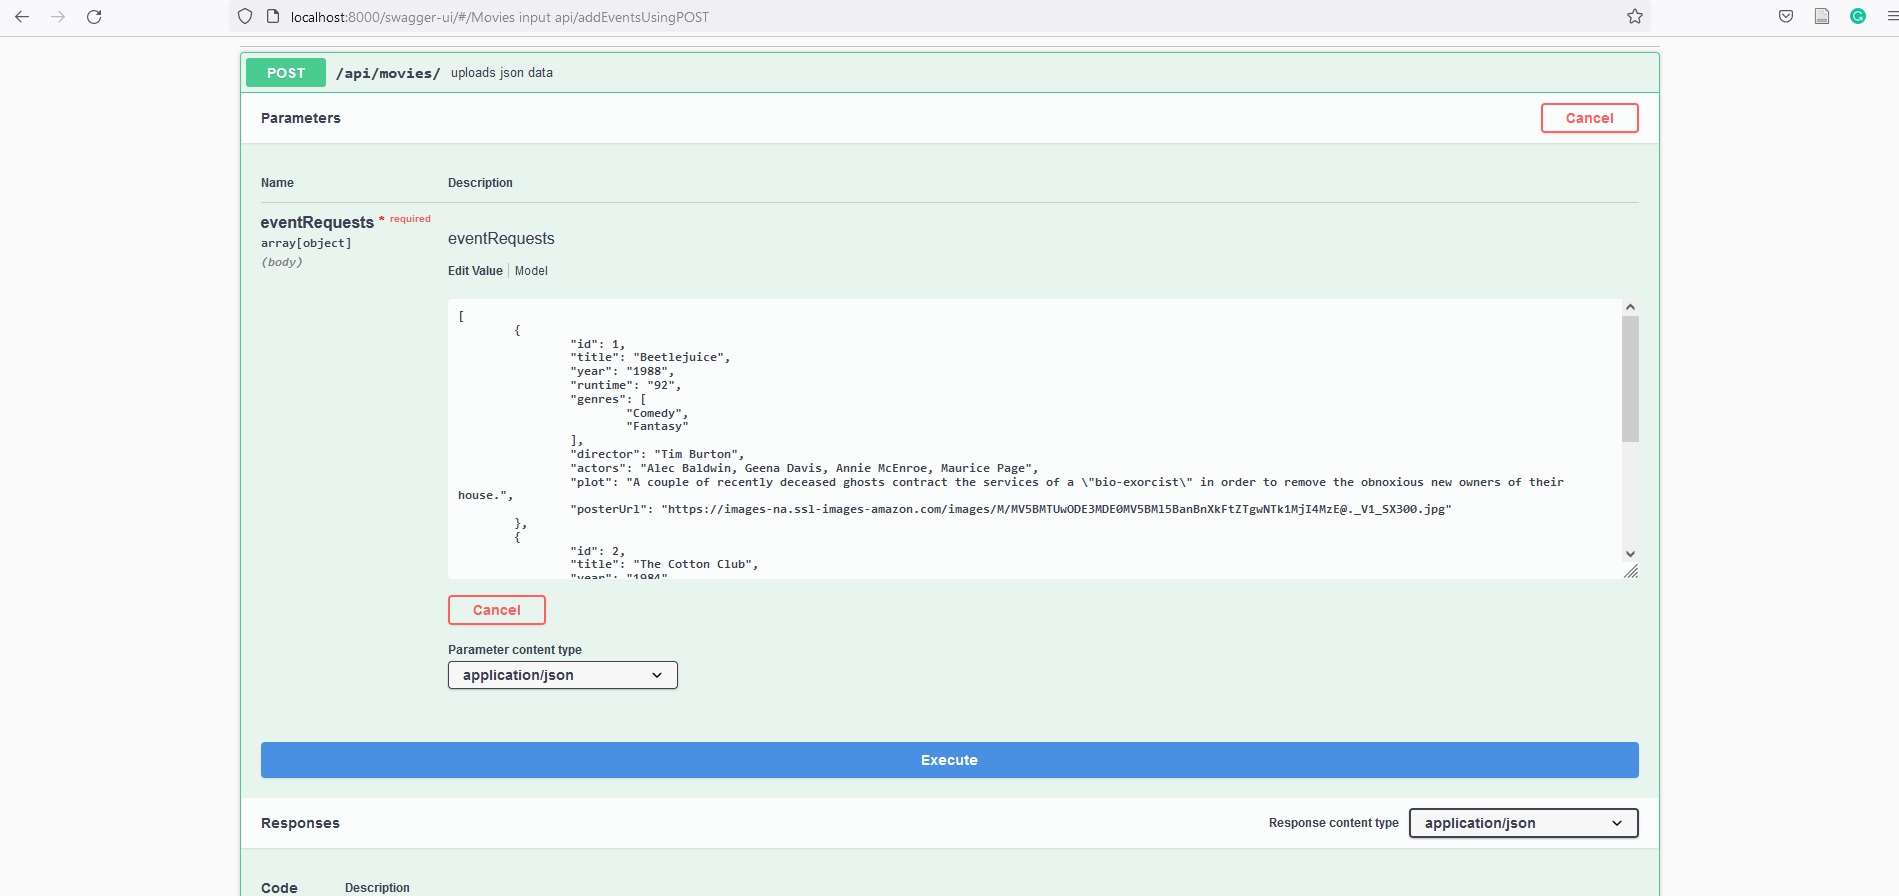 localhost:8000/swagger-ui/#/Movies input api/addEventsUsingPOST
POST /api/movies/ uploads json data
Parameters
Cancel
Name Description
eventRequests * required
array[object]
(body)
eventRequests
Edit Value Model
[
{
"id": 1,
"title": "Beetlejuice",
"year": "1988",
"runtime": "92",
"genres": [
"Comedy",
"Fantasy"
],
"director": "Tim Burton",
"actors": "Alec Baldwin, Geena Davis, Annie McEnroe, Maurice Page",
"plot": "A couple of recently deceased ghosts contract the services of a \"bio-exorcist\" in order to remove the obnoxious new owners of their
house.",
"posterUrl": "https://images-na.ssl-images-amazon.com/images/M/MV5BMTUwODE3MDE0MV5BMl5BanBnXkFtZTgwNTk1MjI4MzE@._V1_SX300.jpg"
},
{
"id": 2,
"title": "The Cotton Club",
"year": "1984"
Cancel
Parameter content type
application/json
Execute
Responses
Response content type application/json
Code Description